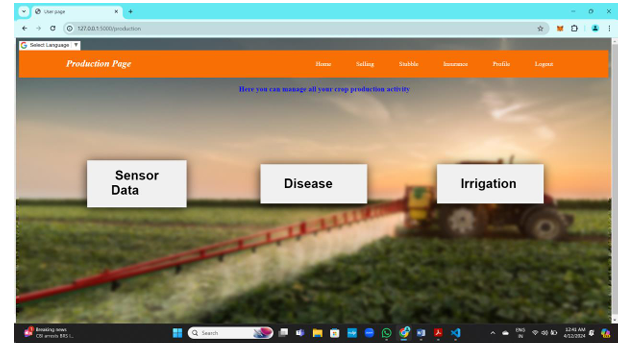 User page
127.0.0.1:5000/production
Select Language ▼
Production Page
Home Selling Stubble Insurance Profile Logout
Here you can manage all your crop production activity
Sensor
Data
Disease
Irrigation
Breaking news
CBI arrests BRS l...
Search
ENG
IN
12:41 AM
4/12/2024